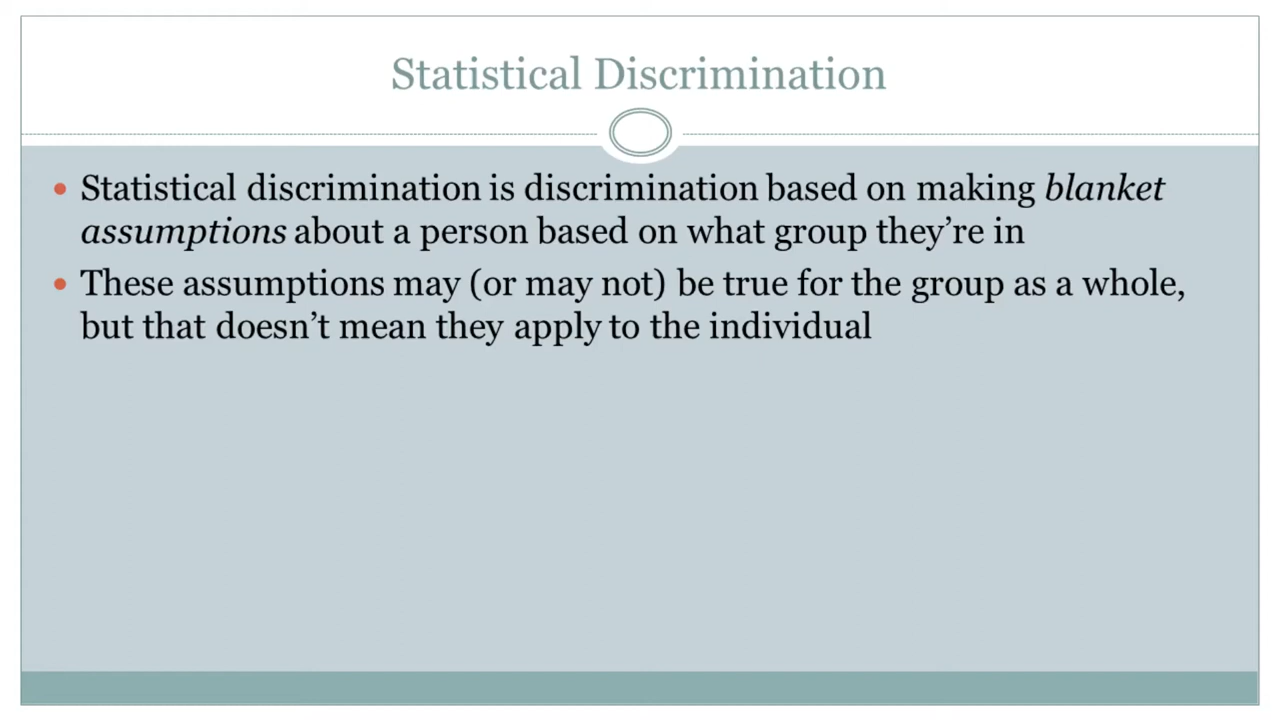 Statistical Discrimination
• Statistical discrimination is discrimination based on making blanket
assumptions about a person based on what group they’re in
• These assumptions may (or may not) be true for the group as a whole,
but that doesn’t mean they apply to the individual